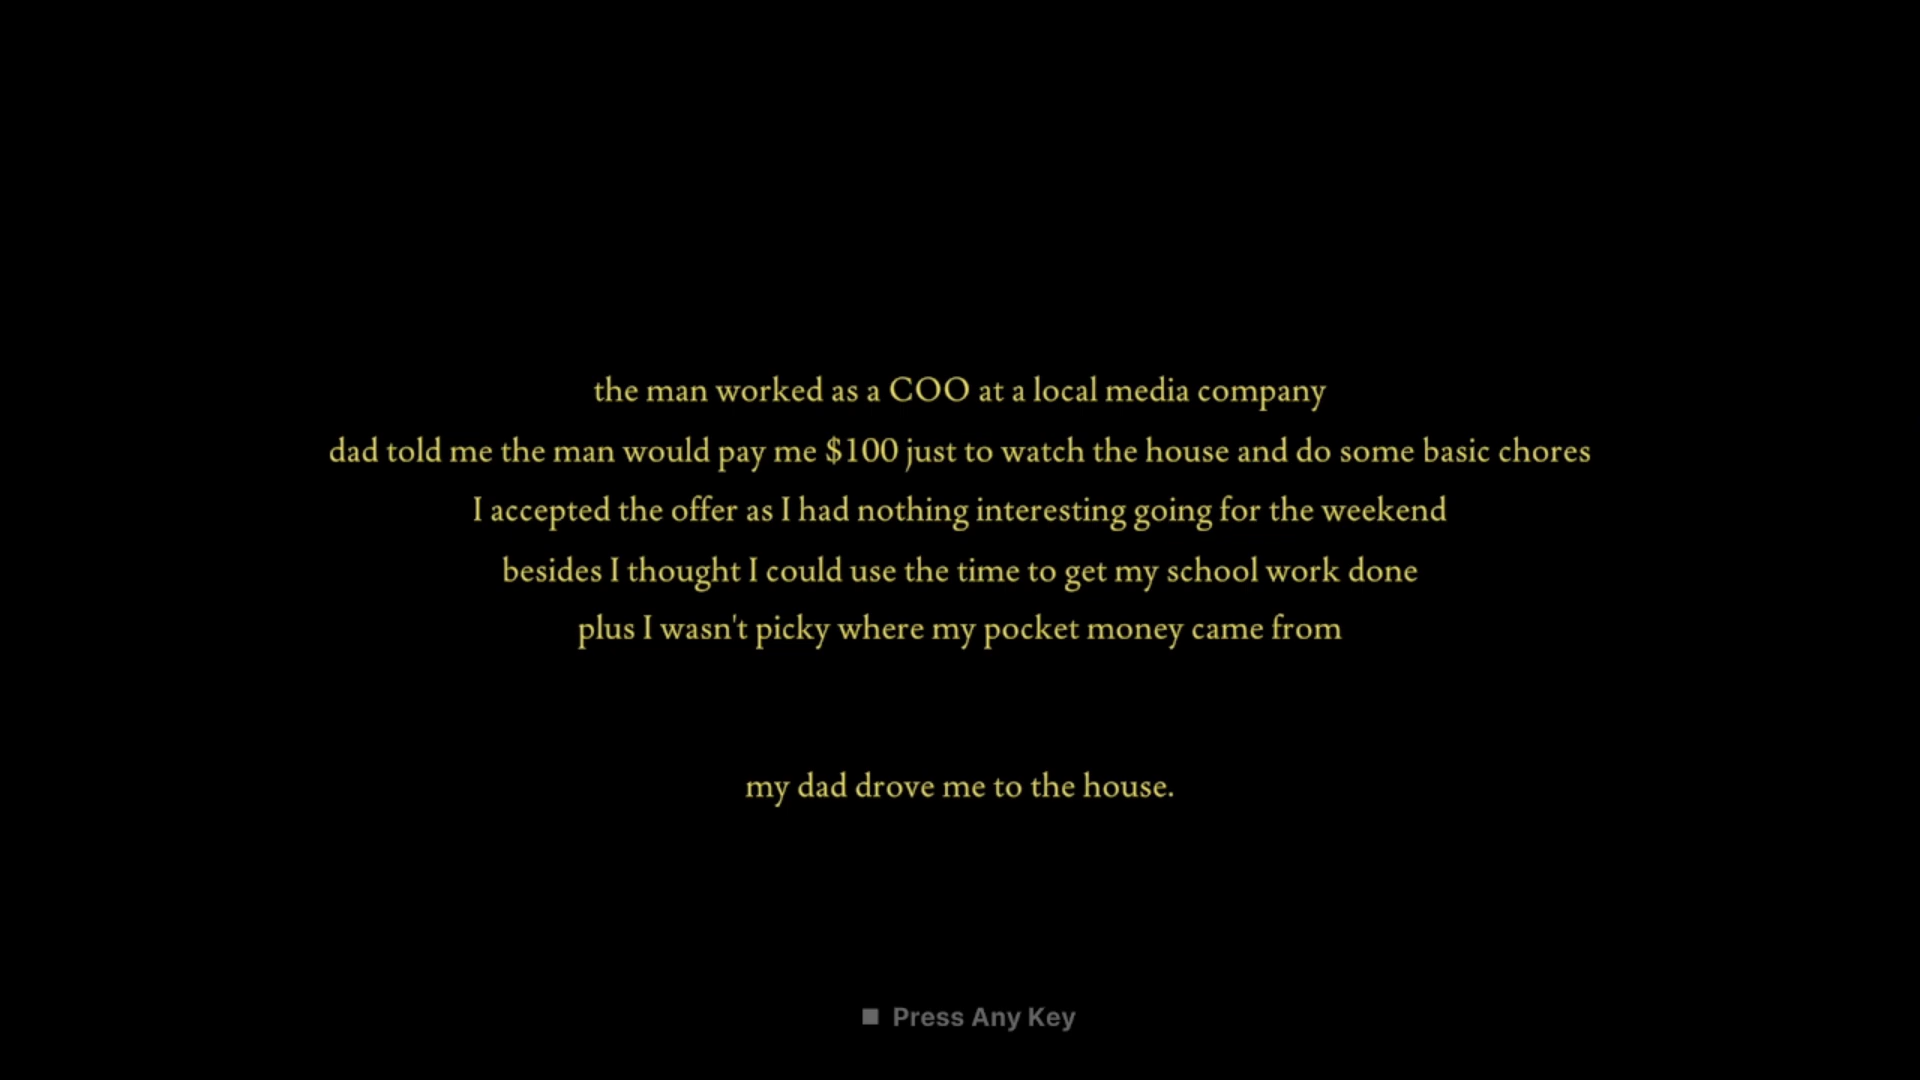 the man worked as a COO at a local media company
dad told me the man would pay me $100 just to watch the house and do some basic chores
I accepted the offer as I had nothing interesting going for the weekend
besides I thought I could use the time to get my school work done
plus I wasn't picky where my pocket money came from
my dad drove me to the house.
Press Any Key